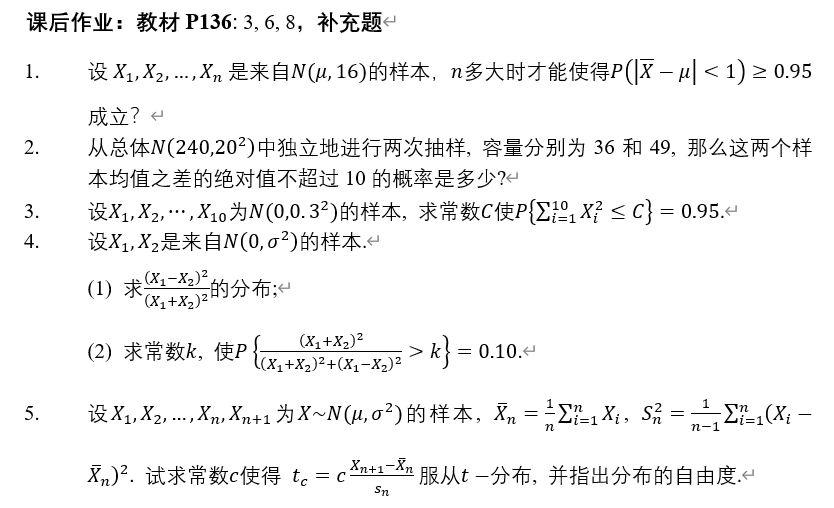 课后作业：教材 P136: 3, 6, 8，补充题↵
1. 设 X₁, X₂, …, Xₙ 是来自N(μ, 16)的样本，n多大时才能使得P(|X̅ − μ| < 1) ≥ 0.95
成立？↵
2. 从总体N(240,20²)中独立地进行两次抽样, 容量分别为 36 和 49, 那么这两个样
本均值之差的绝对值不超过 10 的概率是多少?↵
3. 设X₁, X₂, ⋯, X₁₀为N(0,0. 3²)的样本, 求常数C使P{∑ᵢ₌₁¹⁰ Xᵢ² ≤ C} = 0.95.↵
4. 设X₁, X₂是来自N(0, σ²)的样本.↵
(1) 求(X₁−X₂)²/(X₁+X₂)²的分布;↵
(2) 求常数k, 使P{(X₁+X₂)²/((X₁+X₂)²+(X₁−X₂)²) > k} = 0.10.↵
5. 设 X₁, X₂, …, Xₙ, Xₙ₊₁ 为 X~N(μ, σ²) 的样本，X̅ₙ = 1/n ∑ᵢ₌₁ⁿ Xᵢ, Sₙ² = 1/(n−1) ∑ᵢ₌₁ⁿ(Xᵢ −
X̅ₙ)². 试求常数c使得 t_c = c (Xₙ₊₁−X̅ₙ)/sₙ 服从t −分布, 并指出分布的自由度.↵